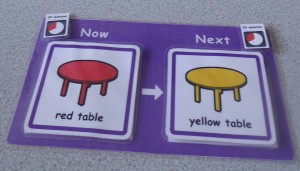 Now
Next
red table
yellow table